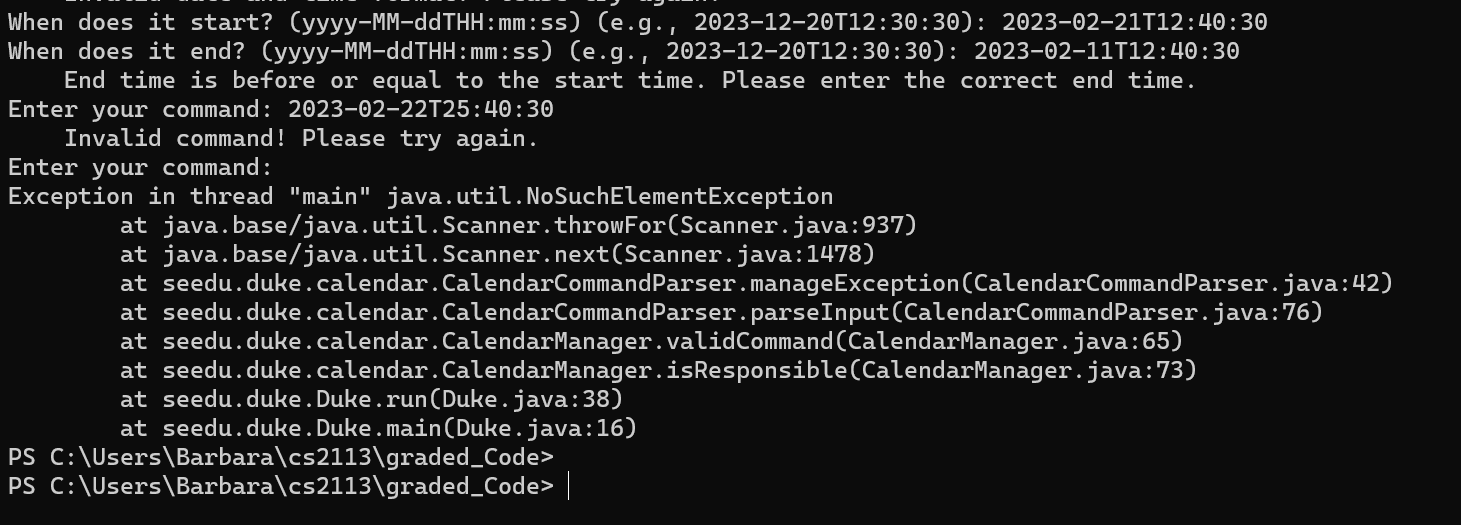 When does it start? (yyyy-MM-ddTHH:mm:ss) (e.g., 2023-12-20T12:30:30): 2023-02-21T12:40:30
When does it end? (yyyy-MM-ddTHH:mm:ss) (e.g., 2023-12-20T12:30:30): 2023-02-11T12:40:30
    End time is before or equal to the start time. Please enter the correct end time.
Enter your command: 2023-02-22T25:40:30
    Invalid command! Please try again.
Enter your command:
Exception in thread "main" java.util.NoSuchElementException
        at java.base/java.util.Scanner.throwFor(Scanner.java:937)
        at java.base/java.util.Scanner.next(Scanner.java:1478)
        at seedu.duke.calendar.CalendarCommandParser.manageException(CalendarCommandParser.java:42)
        at seedu.duke.calendar.CalendarCommandParser.parseInput(CalendarCommandParser.java:76)
        at seedu.duke.calendar.CalendarManager.validCommand(CalendarManager.java:65)
        at seedu.duke.calendar.CalendarManager.isResponsible(CalendarManager.java:73)
        at seedu.duke.Duke.run(Duke.java:38)
        at seedu.duke.Duke.main(Duke.java:16)
PS C:\Users\Barbara\cs2113\graded_Code>
PS C:\Users\Barbara\cs2113\graded_Code>